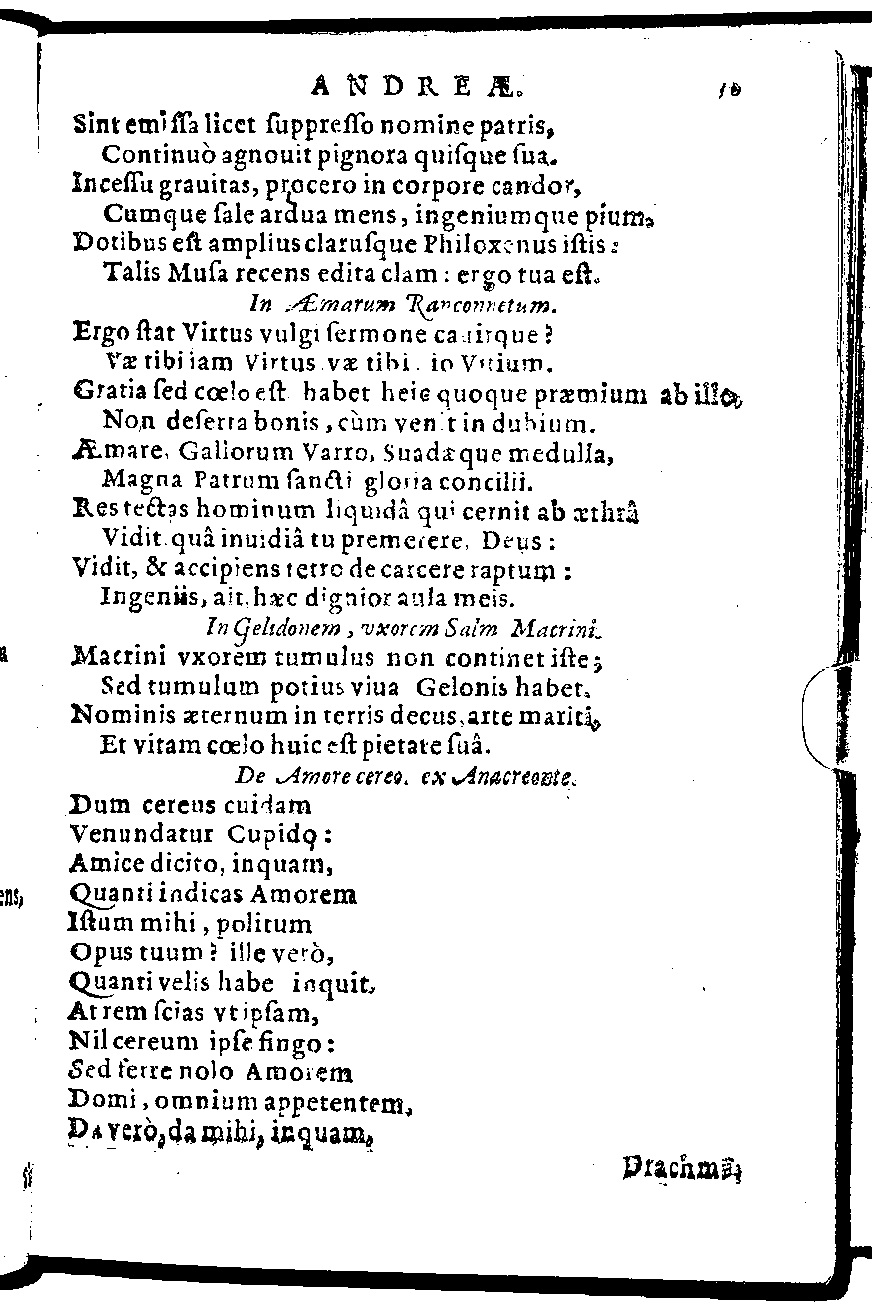 ANDREÆ. 10
Sint emiſſa licet ſuppreſſo nomine patris,
Continuò agnouit pignora quiſque ſua.
Inceſſu grauitas, procero in corpore candor,
Cumque ſale ardua mens, ingeniumque pium,
Dotibus eſt amplius claruſque Philoxenus iſtis:
Talis Muſa recens edita clam: ergo tua eſt.
In Æmarum Ranconnetum.
Ergo ſtat Virtus vulgi ſermone cauirque?
Væ tibi iam Virtus væ tibi, io Vitium.
Gratia ſed cœlo eſt habet heic quoque præmium ab illo,
Non deſerta bonis, cùm venit in dubium.
Æmare, Gallorum Varro, Suadæque medulla,
Magna Patrum ſancti gloria concilii.
Res tectas hominum liquidâ qui cernit ab æthrâ
Vidit, quâ inuidiâ tu premerere, Deus:
Vidit, & accipiens tetro de carcere raptum:
Ingeniis, ait, hæc dignior aula meis.
In Gelidonem, vxorem Salm Macrini.
Macrini vxorem tumulus non continet iſte;
Sed tumulum potius viua Gelonis habet.
Nominis æternum in terris decus, arte mariti,
Et vitam cœlo huic eſt pietate ſuâ.
De Amore cereo. ex Anacreonte.
Dum cereus cuidam
Venundatur Cupido:
Amice dicito, inquam,
Quanti indicas Amorem
Iſtum mihi, politum
Opus tuum? ille verò,
Quanti velis habe inquit,
At rem ſcias vt ipſam,
Nil cereum ipſe fingo:
Sed ferre nolo Amorem
Domi, omnium appetentem,
Da verò, da mihi, inquam,
Drachmâ,
ens,